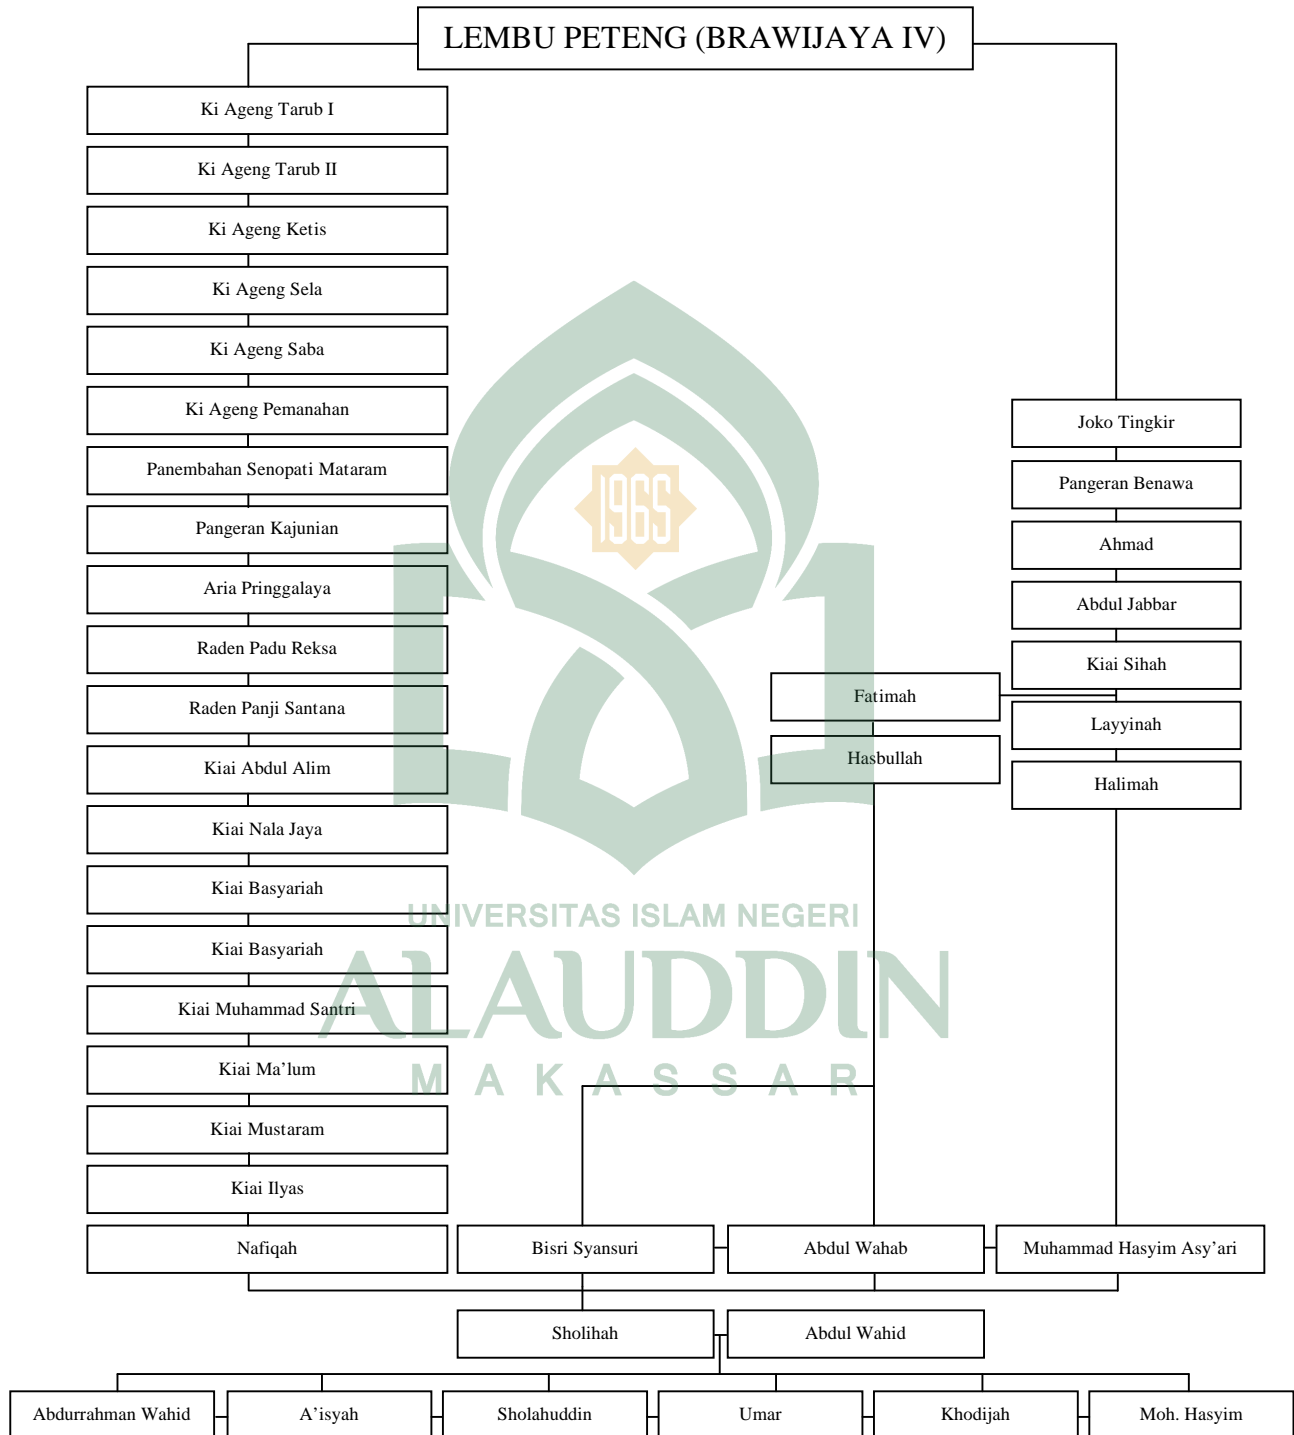 LEMBU PETENG (BRAWIJAYA IV)
Ki Ageng Tarub I
Ki Ageng Tarub II
Ki Ageng Ketis
Ki Ageng Sela
Ki Ageng Saba
Ki Ageng Pemanahan
Panembahan Senopati Mataram
Pangeran Kajunian
Aria Pringgalaya
Raden Padu Reksa
Raden Panji Santana
Kiai Abdul Alim
Kiai Nala Jaya
Kiai Basyariah
Kiai Basyariah
Kiai Muhammad Santri
Kiai Ma’lum
Kiai Mustaram
Kiai Ilyas
Nafiqah
Joko Tingkir
Pangeran Benawa
Ahmad
Abdul Jabbar
Kiai Sihah
Fatimah
Layyinah
Hasbullah
Halimah
1965
UNIVERSITAS ISLAM NEGERI
ALAUDDIN
MAKASSAR
Bisri Syansuri
Abdul Wahab
Muhammad Hasyim Asy’ari
Sholihah
Abdul Wahid
Abdurrahman Wahid
A’isyah
Sholahuddin
Umar
Khodijah
Moh. Hasyim